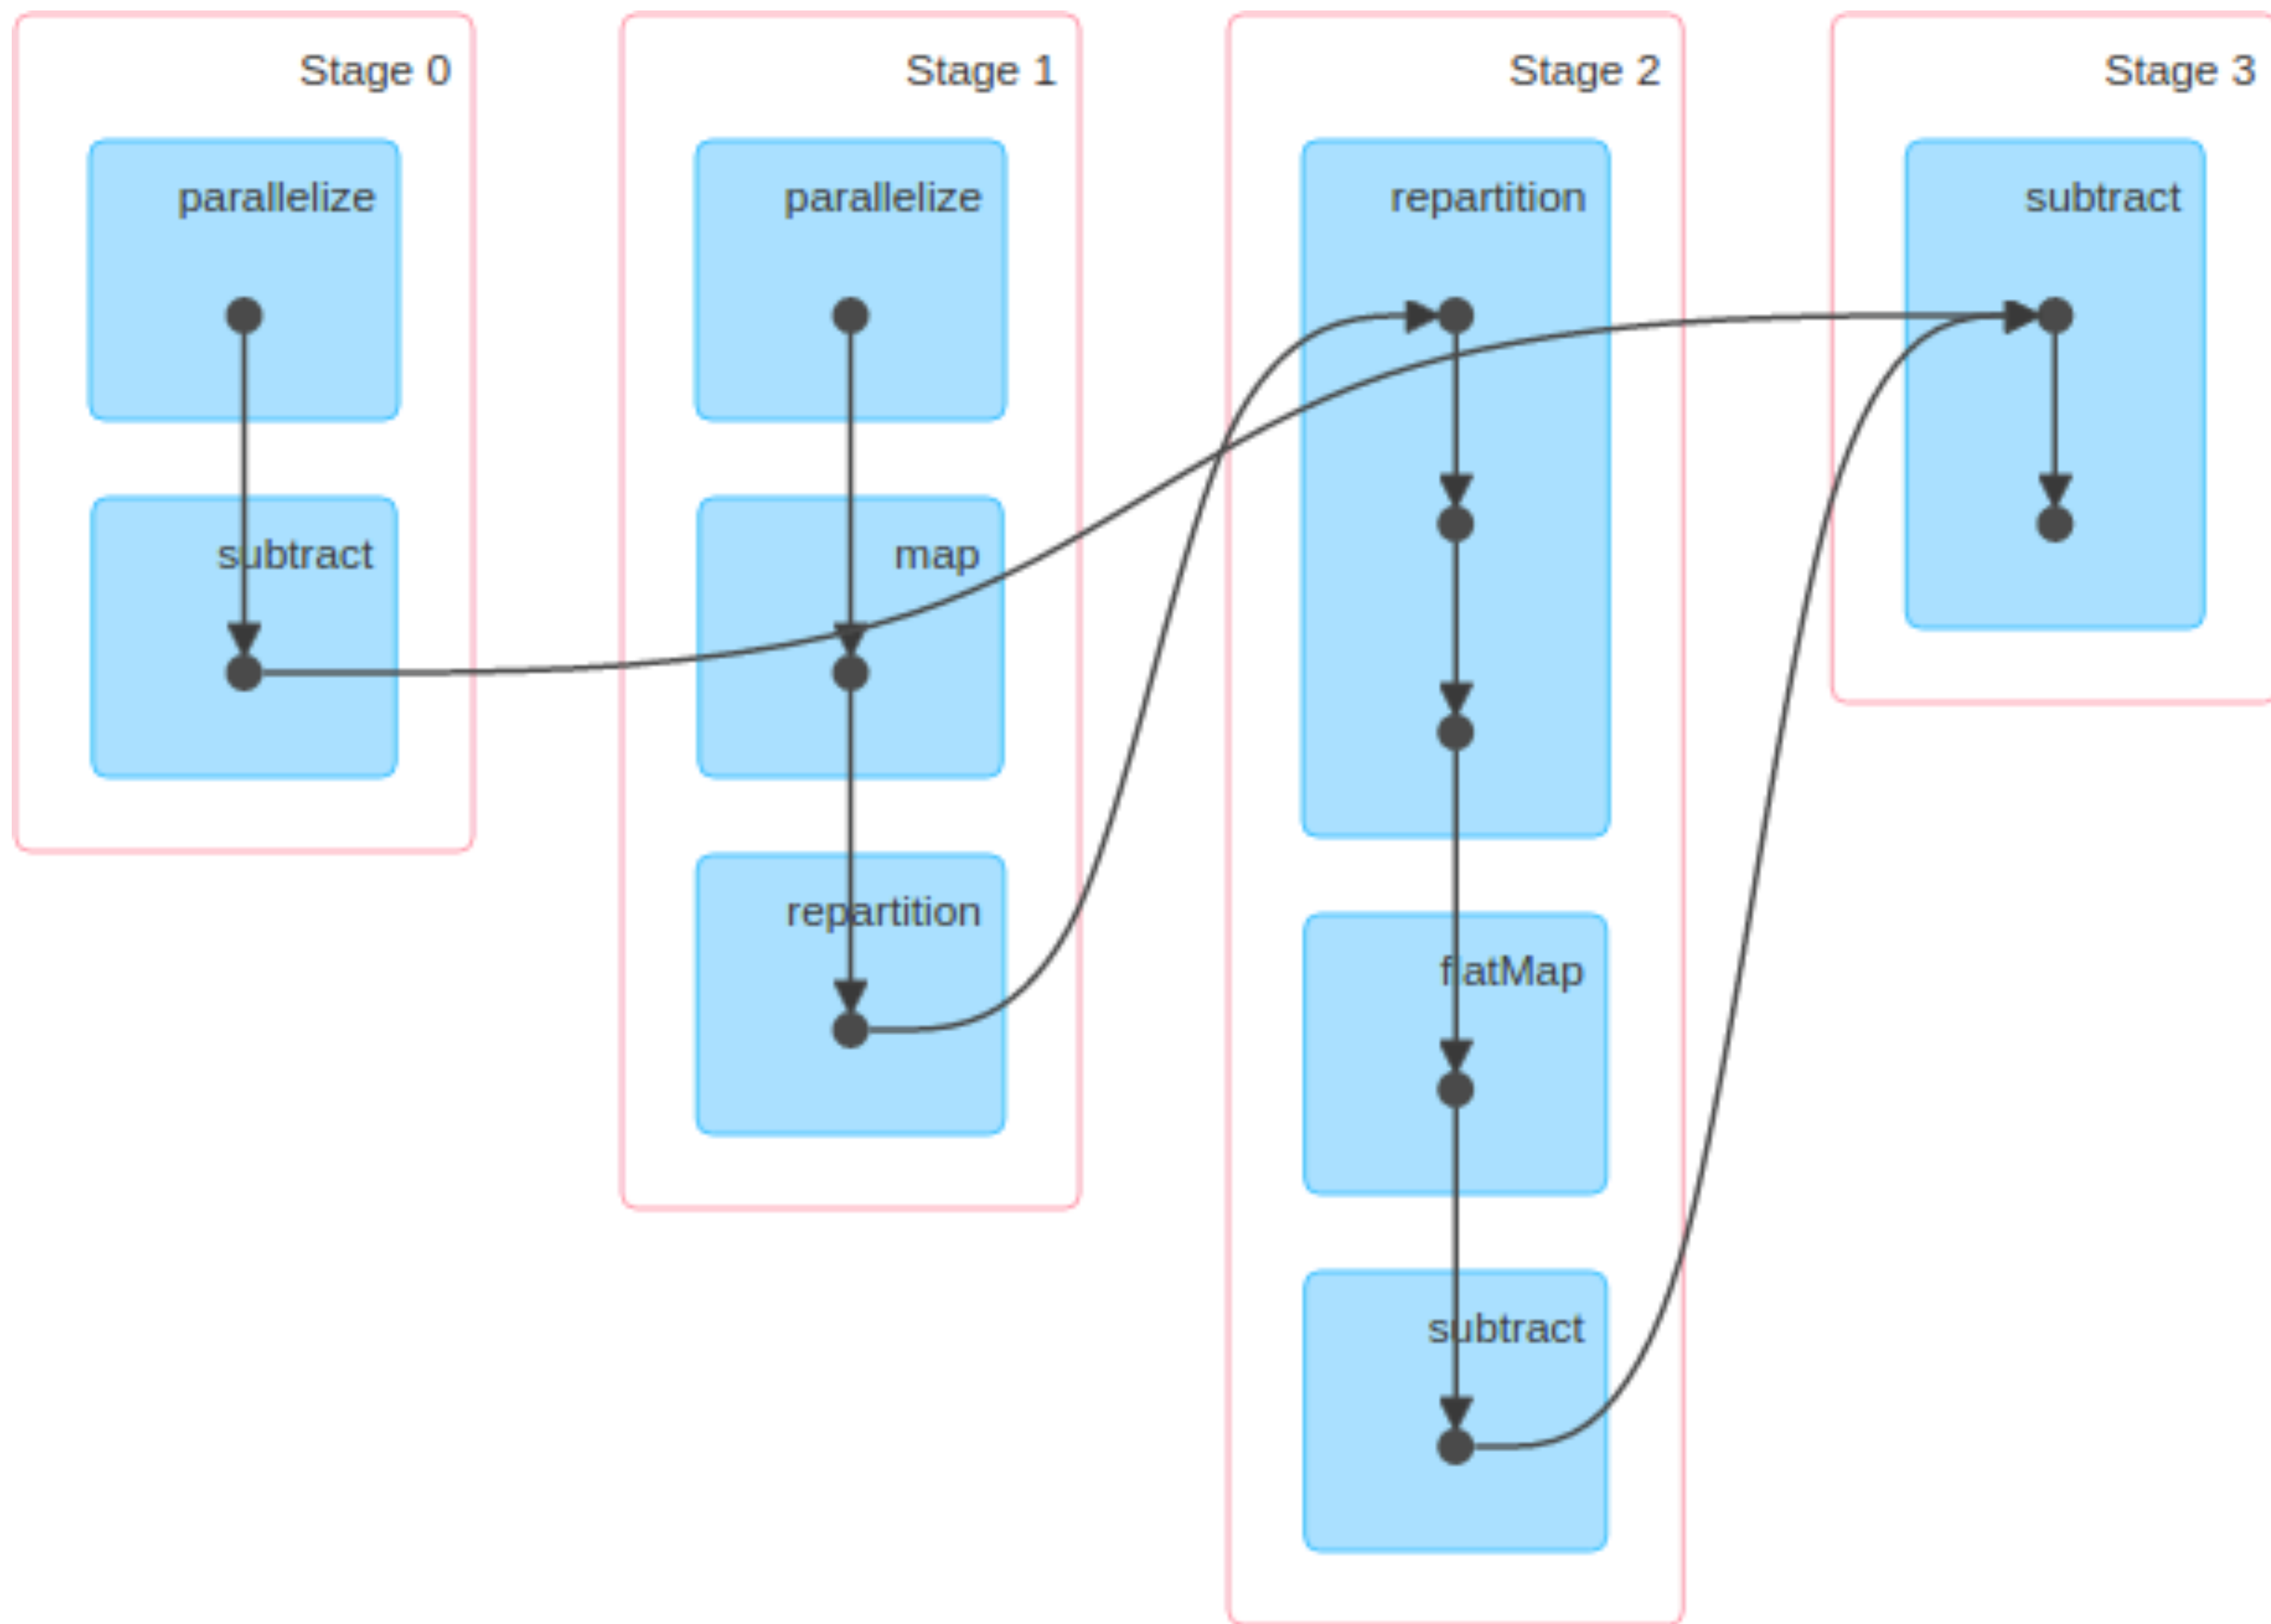 Stage 0
parallelize
subtract
Stage 1
parallelize
map
repartition
Stage 2
repartition
flatMap
subtract
Stage 3
subtract